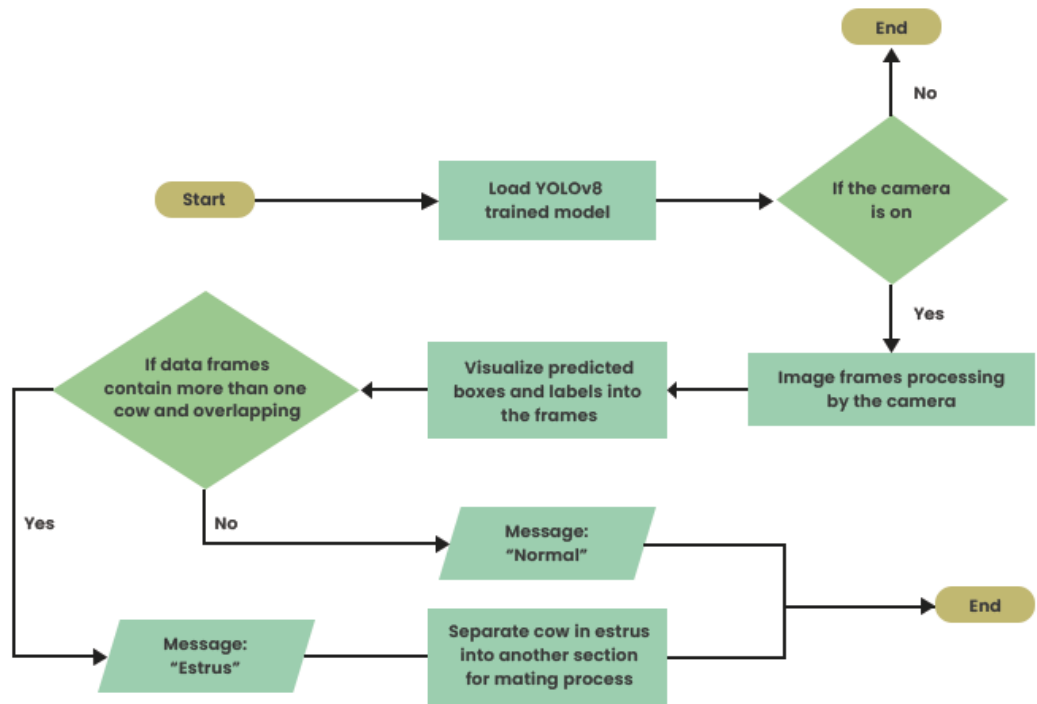 End
No
Start
Load YOLOv8
trained model
If the camera
is on
Yes
Image frames processing
by the camera
Visualize predicted
boxes and labels into
the frames
If data frames
contain more than one
cow and overlapping
Yes
No
Message:
“Normal”
End
Message:
“Estrus”
Separate cow in estrus
into another section
for mating process